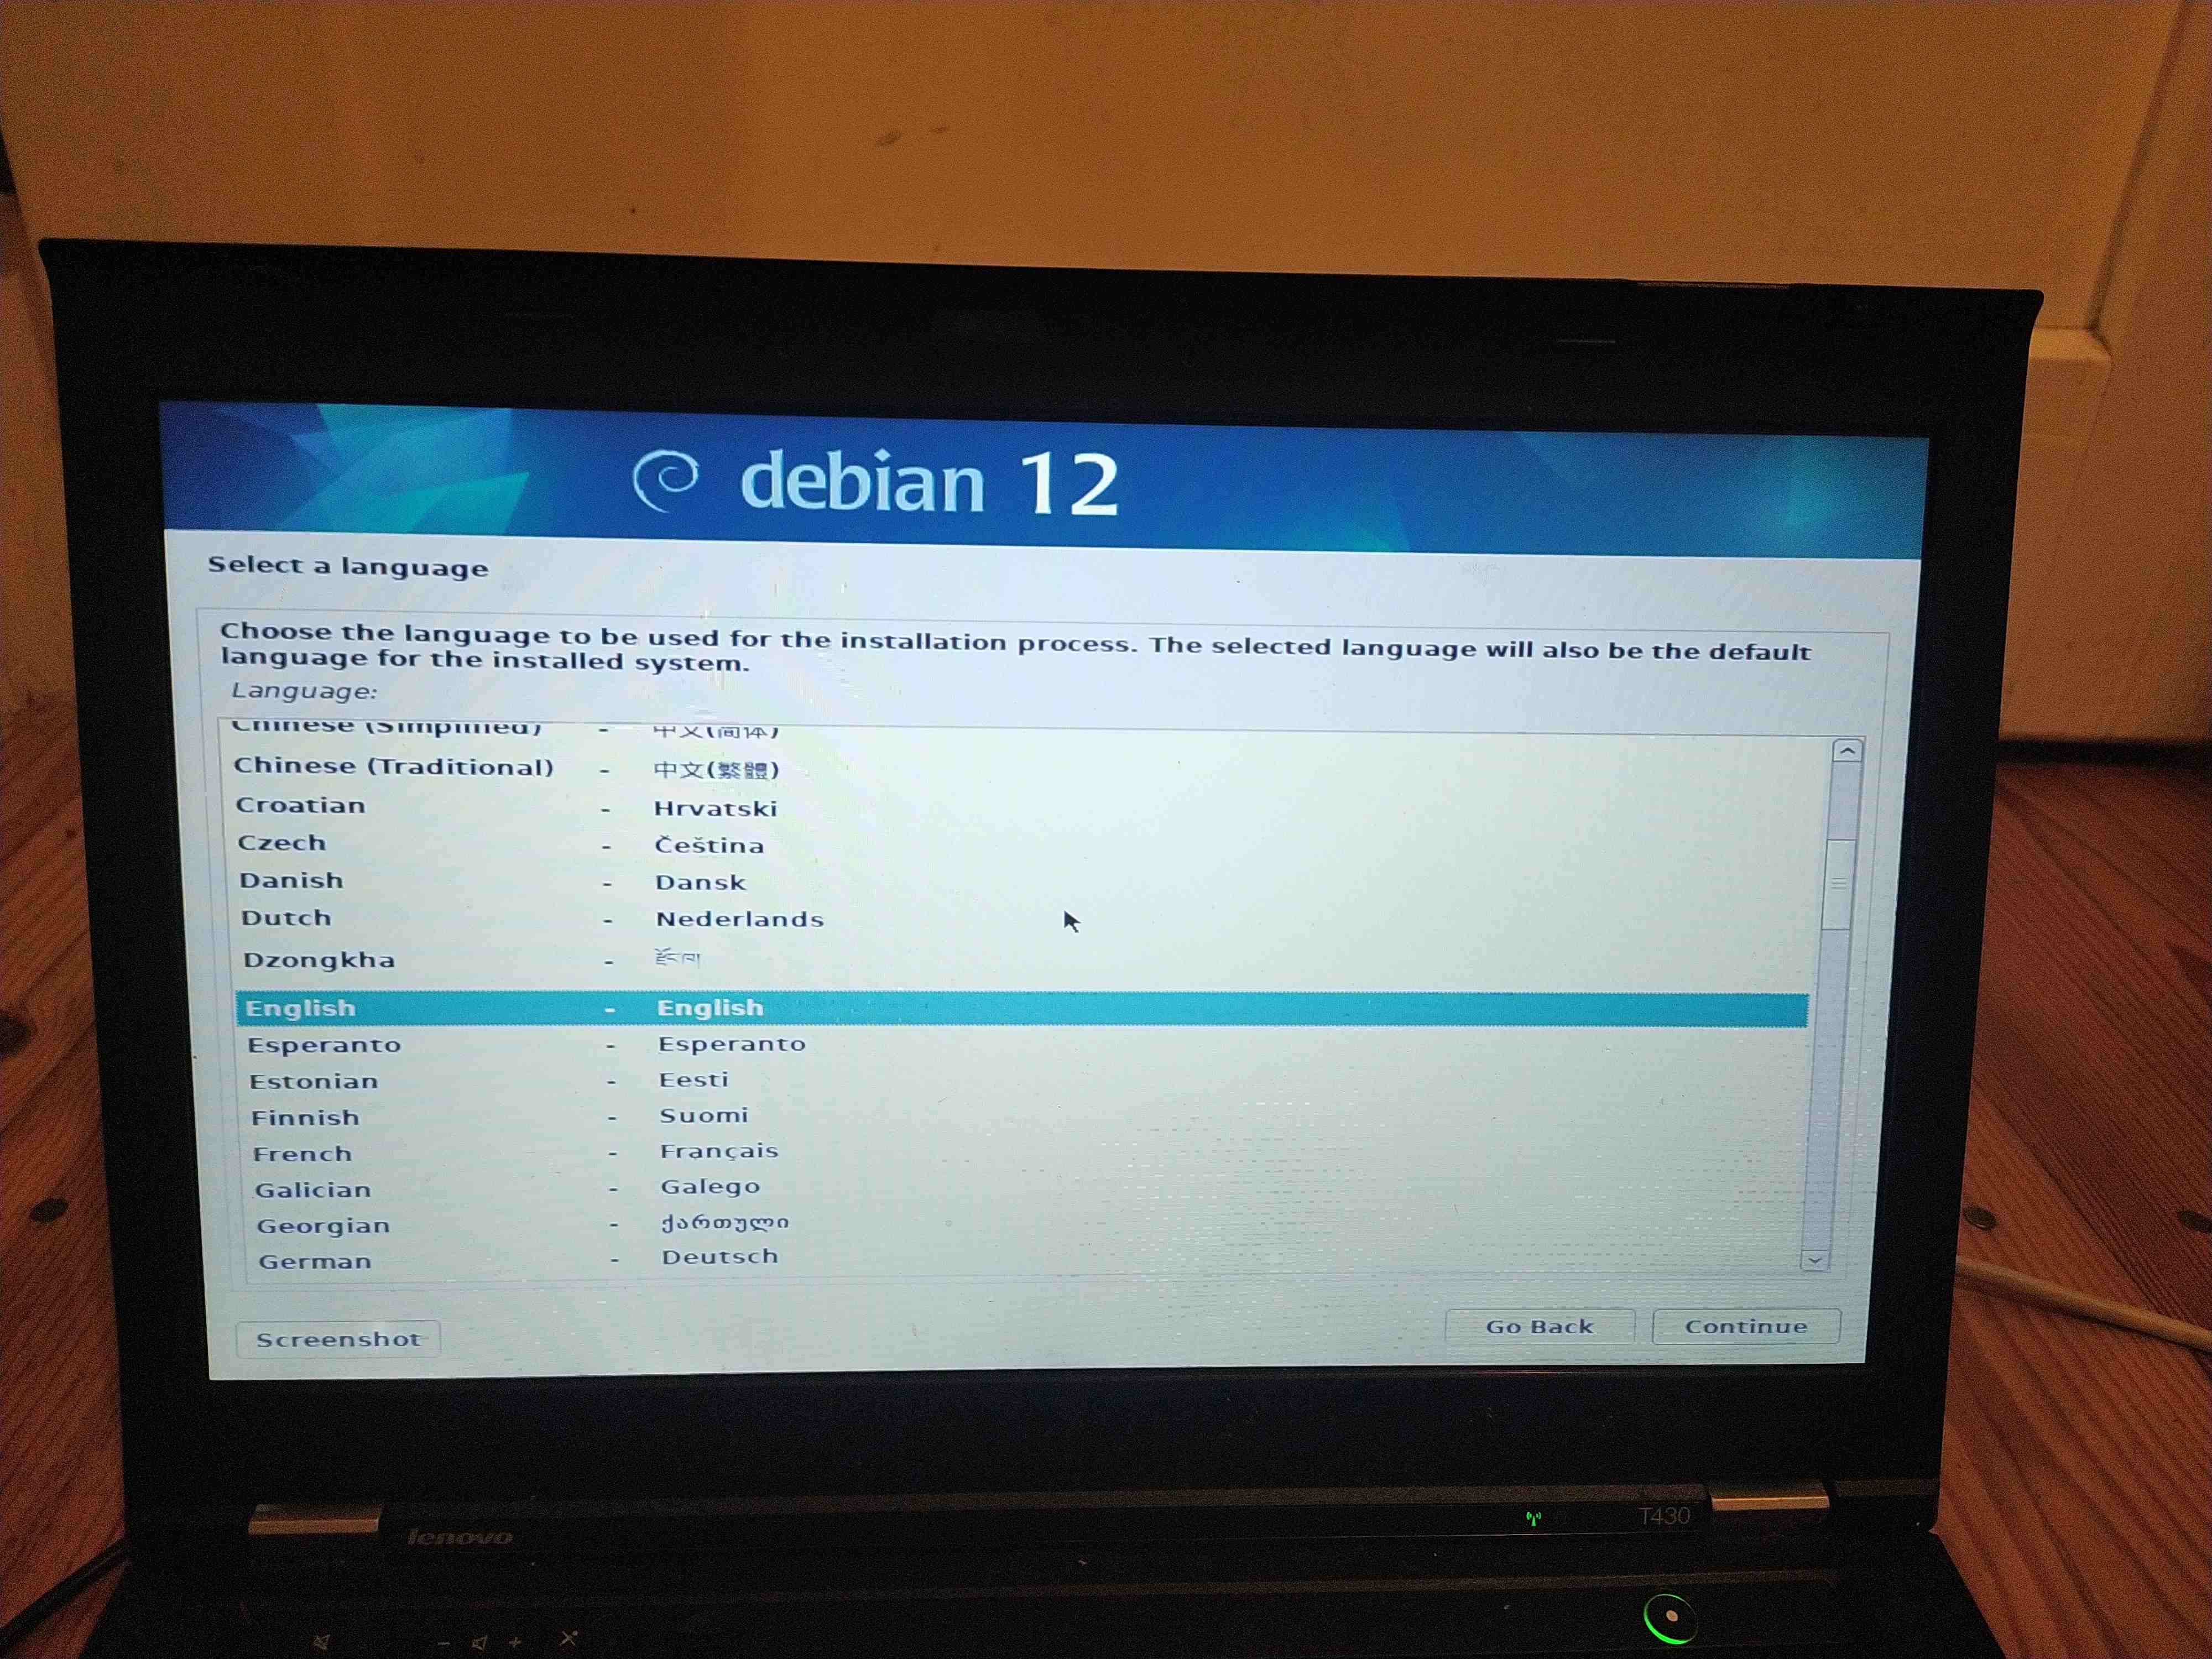 debian 12
Select a language
Choose the language to be used for the installation process. The selected language will also be the default
language for the installed system.
Language:
Chinese (Simplified) - 中文(简体)
Chinese (Traditional) - 中文(繁體)
Croatian - Hrvatski
Czech - Čeština
Danish - Dansk
Dutch - Nederlands
Dzongkha - རྫོང་ཁ།
English - English
Esperanto - Esperanto
Estonian - Eesti
Finnish - Suomi
French - Français
Galician - Galego
Georgian - ქართული
German - Deutsch
Screenshot
Go Back
Continue
lenovo
T430